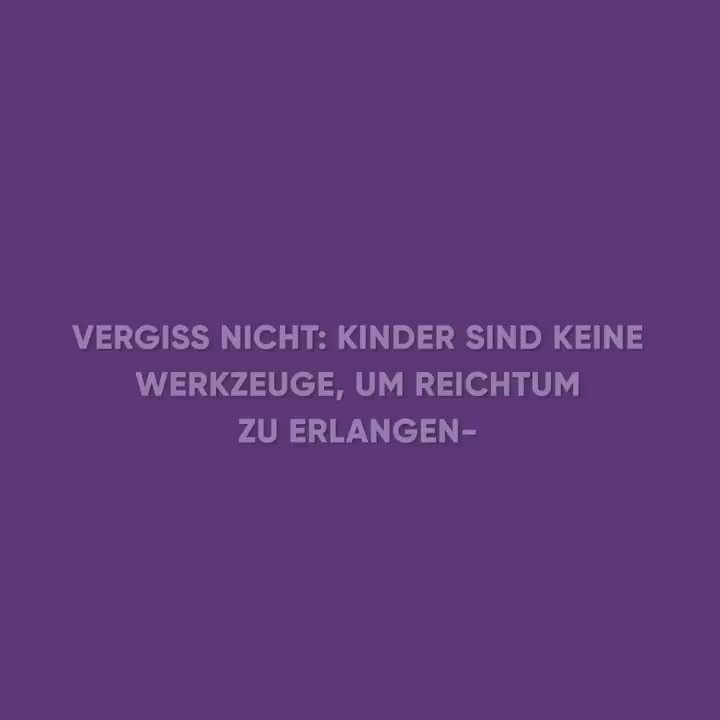 VERGISS NICHT: KINDER SIND KEINE
WERKZEUGE, UM REICHTUM
ZU ERLANGEN-